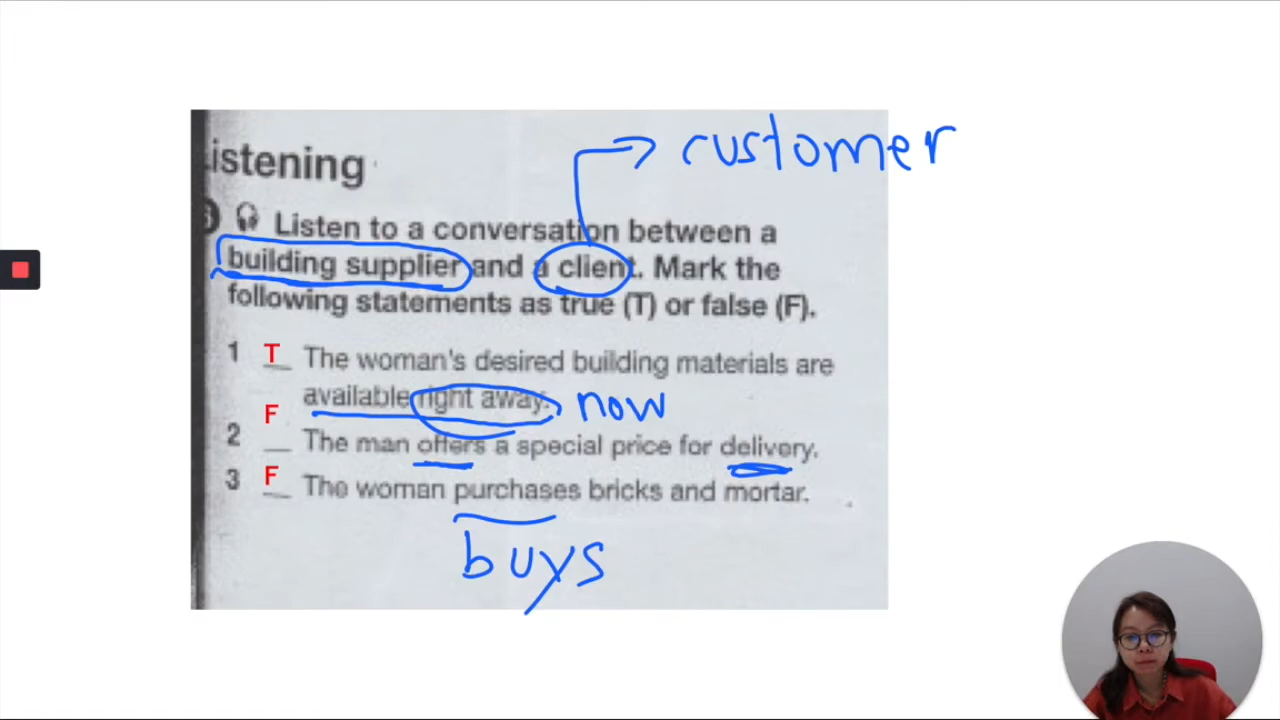 customer
istening
6 Listen to a conversation between a
building supplier and a client. Mark the
following statements as true (T) or false (F).
1 T The woman's desired building materials are
available right away. now
2 F The man offers a special price for delivery.
3 F The woman purchases bricks and mortar.
buys